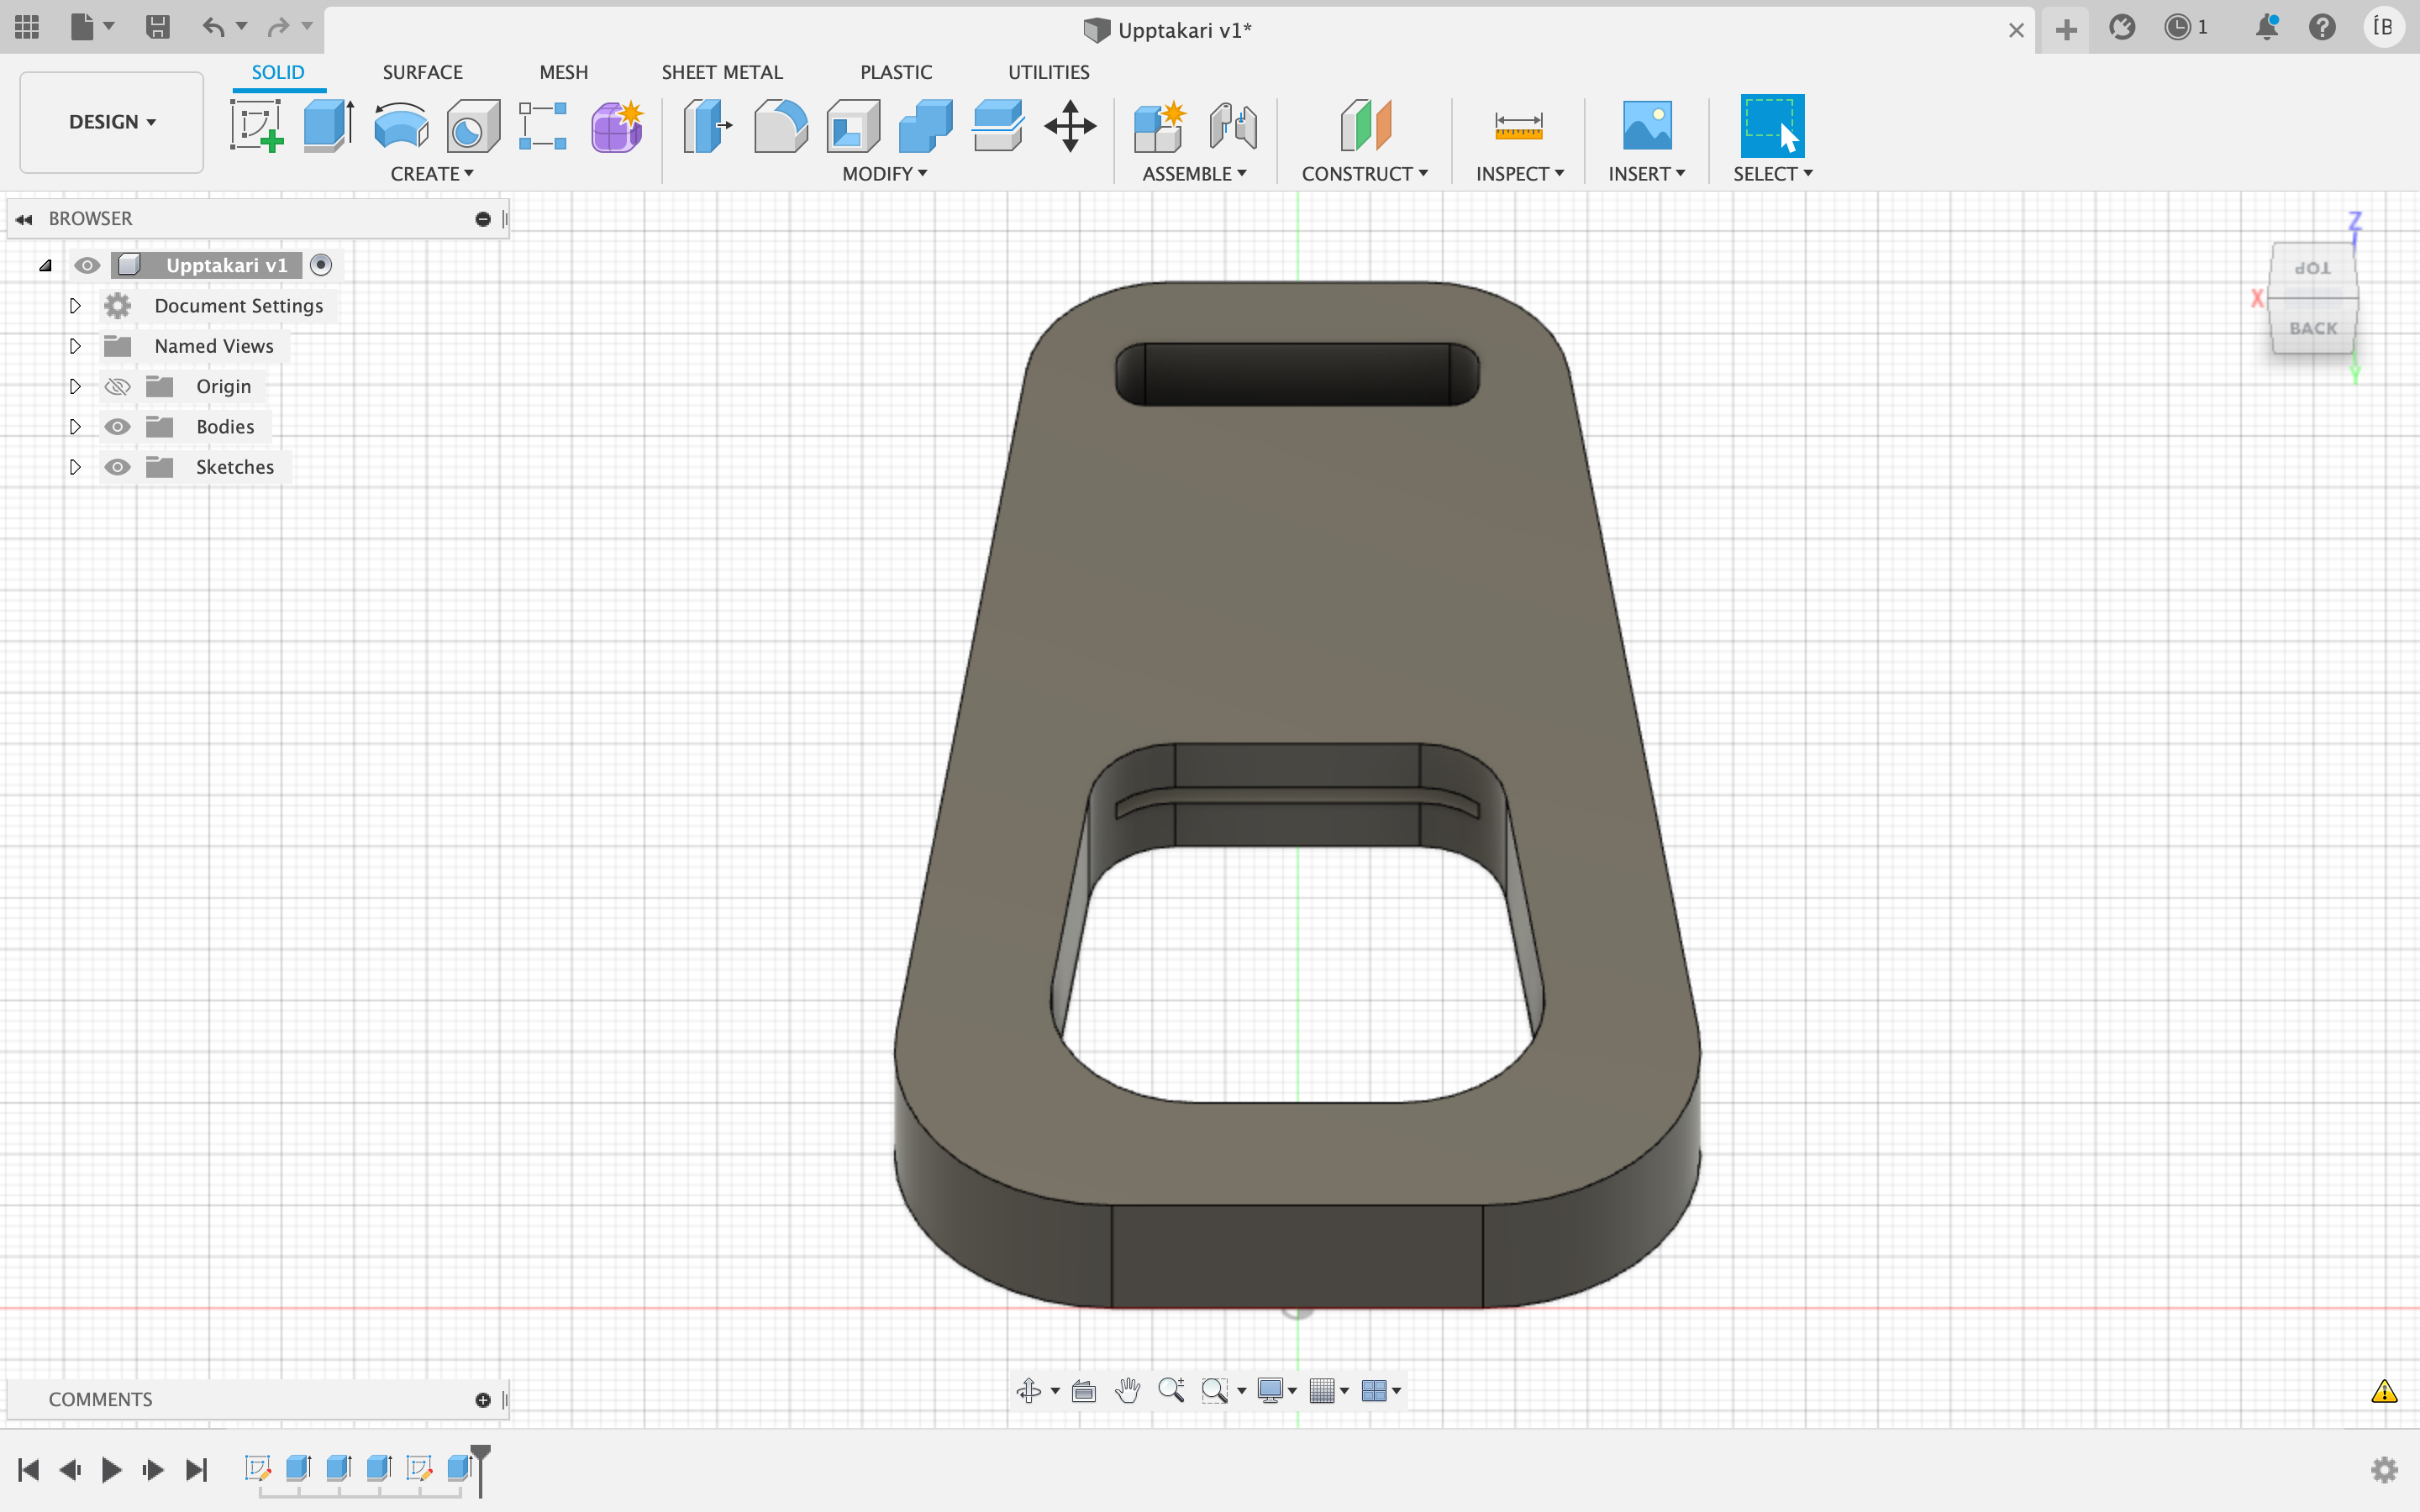 Upptakari v1*
1
ÍB
SOLID SURFACE MESH SHEET METAL PLASTIC UTILITIES
DESIGN
CREATE MODIFY ASSEMBLE CONSTRUCT INSPECT INSERT SELECT
BROWSER
Upptakari v1
Document Settings
Named Views
Origin
Bodies
Sketches
Z
TOP
X
BACK
Y
COMMENTS